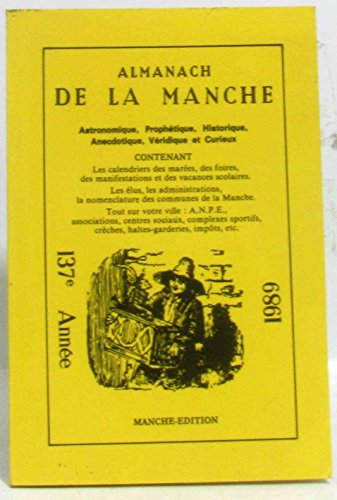 ALMANACH
DE LA MANCHE
Astronomique, Prophétique, Historique,
Anecdotique, Véridique et Curieux
CONTENANT
Les calendriers des marées, des foires,
des manifestations et des vacances scolaires.
Les élus, les administrations,
la nomenclature des communes de la Manche.
Tout sur votre ville : A.N.P.E.,
associations, centres sociaux, complexes sportifs,
crèches, haltes-garderies, impôts, etc.
137e Année
1989
MANCHE-EDITION